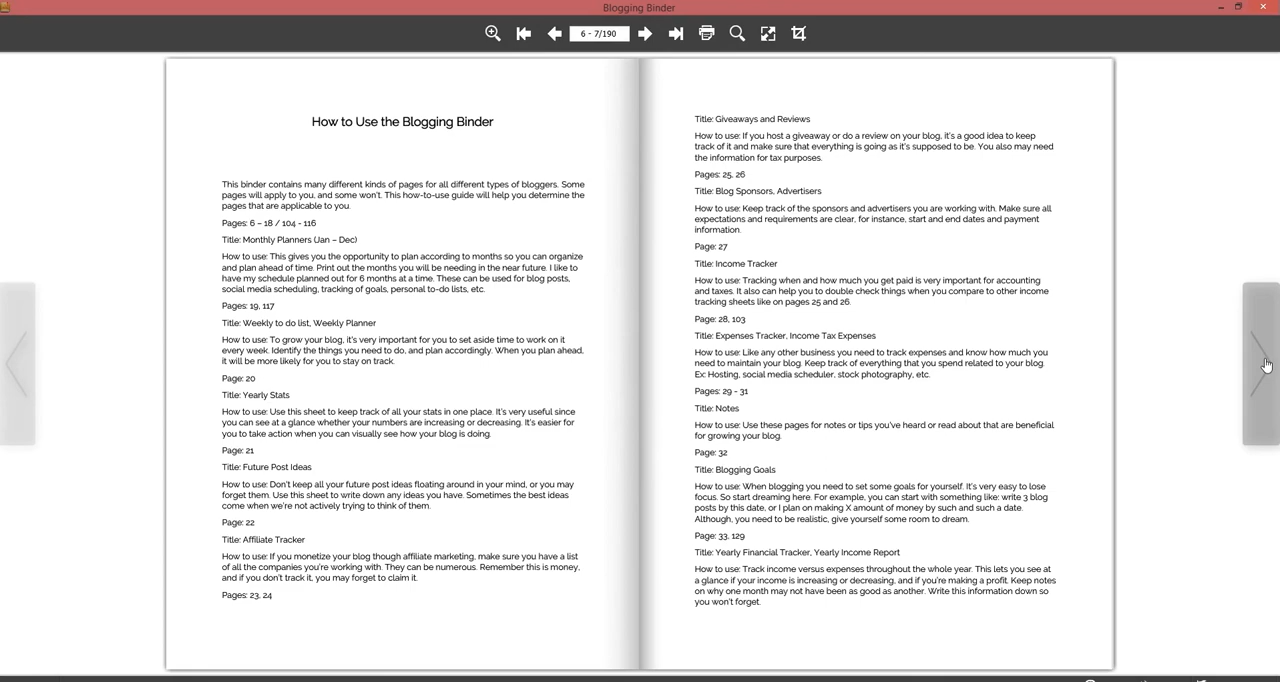 Blogging Binder
6 - 7/190
How to Use the Blogging Binder
This binder contains many different kinds of pages for all different types of bloggers. Some
pages will apply to you, and some won't. This how-to-use guide will help you determine the
pages that are applicable to you.
Pages: 6 – 18 / 104 - 116
Title: Monthly Planners (Jan – Dec)
How to use: This gives you the opportunity to plan according to months so you can organize
and plan ahead of time. Print out the months you will be needing in the near future. I like to
have my schedule planned out for 6 months at a time. These can be used for blog posts,
social media scheduling, tracking of goals, personal to-do lists, etc.
Pages: 19, 117
Title: Weekly to do list, Weekly Planner
How to use: To grow your blog, it's very important for you to set aside time to work on it
every week. Identify the things you need to do, and plan accordingly. When you plan ahead,
it will be more likely for you to stay on track.
Page: 20
Title: Yearly Stats
How to use: Use this sheet to keep track of all your stats in one place. It's very useful since
you can see at a glance whether your numbers are increasing or decreasing. It's easier for
you to take action when you can visually see how your blog is doing.
Page: 21
Title: Future Post Ideas
How to use: Don't keep all your future post ideas floating around in your mind, or you may
forget them. Use this sheet to write down any ideas you have. Sometimes the best ideas
come when we're not actively trying to think of them.
Page: 22
Title: Affiliate Tracker
How to use: If you monetize your blog though affiliate marketing, make sure you have a list
of all the companies you're working with. They can be numerous. Remember this is money,
and if you don't track it, you may forget to claim it.
Pages: 23, 24
Title: Giveaways and Reviews
How to use: If you host a giveaway or do a review on your blog, it's a good idea to keep
track of it and make sure that everything is going as it's supposed to be. You also may need
the information for tax purposes.
Pages: 25, 26
Title: Blog Sponsors, Advertisers
How to use: Keep track of the sponsors and advertisers you are working with. Make sure all
expectations and requirements are clear, for instance, start and end dates and payment
information.
Page: 27
Title: Income Tracker
How to use: Tracking when and how much you get paid is very important for accounting
and taxes. It also can help you to double check things when you compare to other income
tracking sheets like on pages 25 and 26.
Page: 28, 103
Title: Expenses Tracker, Income Tax Expenses
How to use: Like any other business you need to track expenses and know how much you
need to maintain your blog. Keep track of everything that you spend related to your blog.
Ex: Hosting, social media scheduler, stock photography, etc.
Pages: 29 - 31
Title: Notes
How to use: Use these pages for notes or tips you've heard or read about that are beneficial
for growing your blog.
Page: 32
Title: Blogging Goals
How to use: When blogging you need to set some goals for yourself. It's very easy to lose
focus. So start dreaming here. For example, you can start with something like: write 3 blog
posts by this date, or I plan on making X amount of money by such and such a date.
Although, you need to be realistic, give yourself some room to dream.
Page: 33, 129
Title: Yearly Financial Tracker, Yearly Income Report
How to use: Track income versus expenses throughout the whole year. This lets you see at
a glance if your income is increasing or decreasing, and if you're making a profit. Keep notes
on why one month may not have been as good as another. Write this information down so
you won't forget.